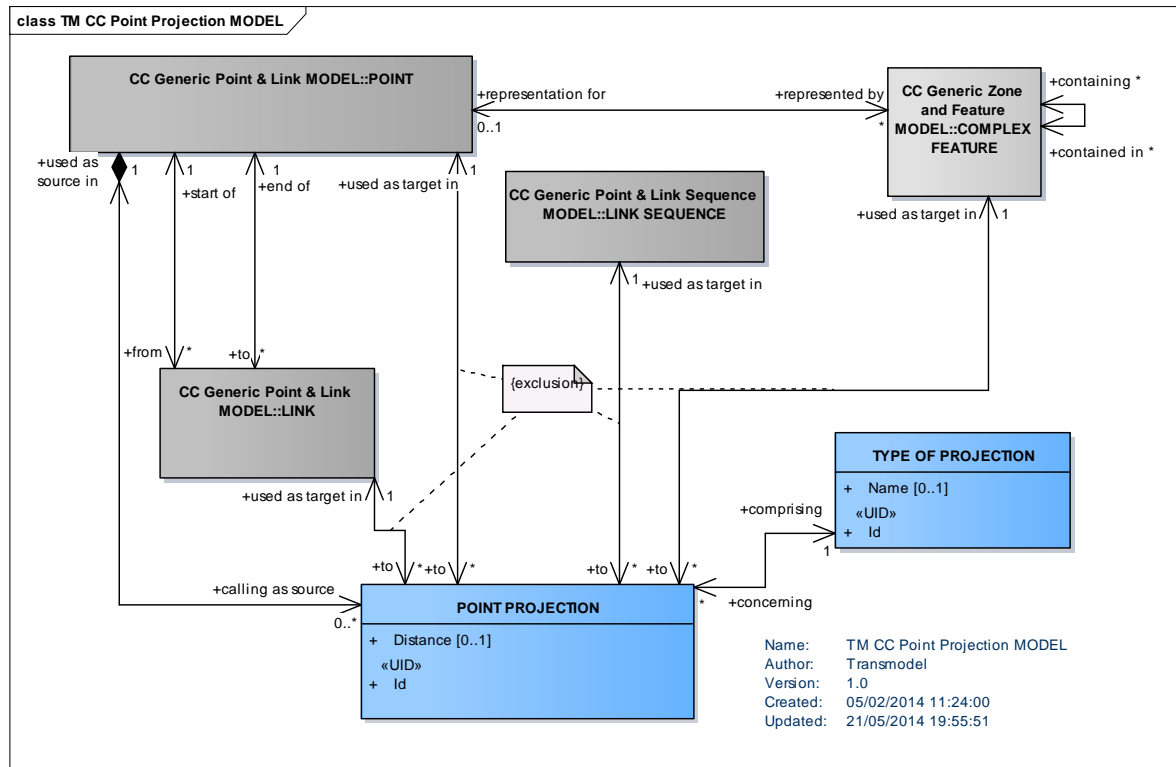 class TM CC Point Projection MODEL
CC Generic Point & Link MODEL::POINT
+representation for
0..1
+represented by
*
CC Generic Zone
and Feature
MODEL::COMPLEX
FEATURE
+containing *
+contained in *
+used as
source in
1
1
+start of
1
+end of
+used as target in
1
CC Generic Point & Link Sequence
MODEL::LINK SEQUENCE
+used as target in
1
1
+used as target in
+from
*
+to
*
CC Generic Point & Link
MODEL::LINK
{exclusion}
+used as target in
1
TYPE OF PROJECTION
+ Name [0..1]
«UID»
+ Id
+comprising
1
+to
*
+to
*
+to
*
+to
*
+calling as source
0..*
*
+concerning
POINT PROJECTION
+ Distance [0..1]
«UID»
+ Id
Name: TM CC Point Projection MODEL
Author: Transmodel
Version: 1.0
Created: 05/02/2014 11:24:00
Updated: 21/05/2014 19:55:51